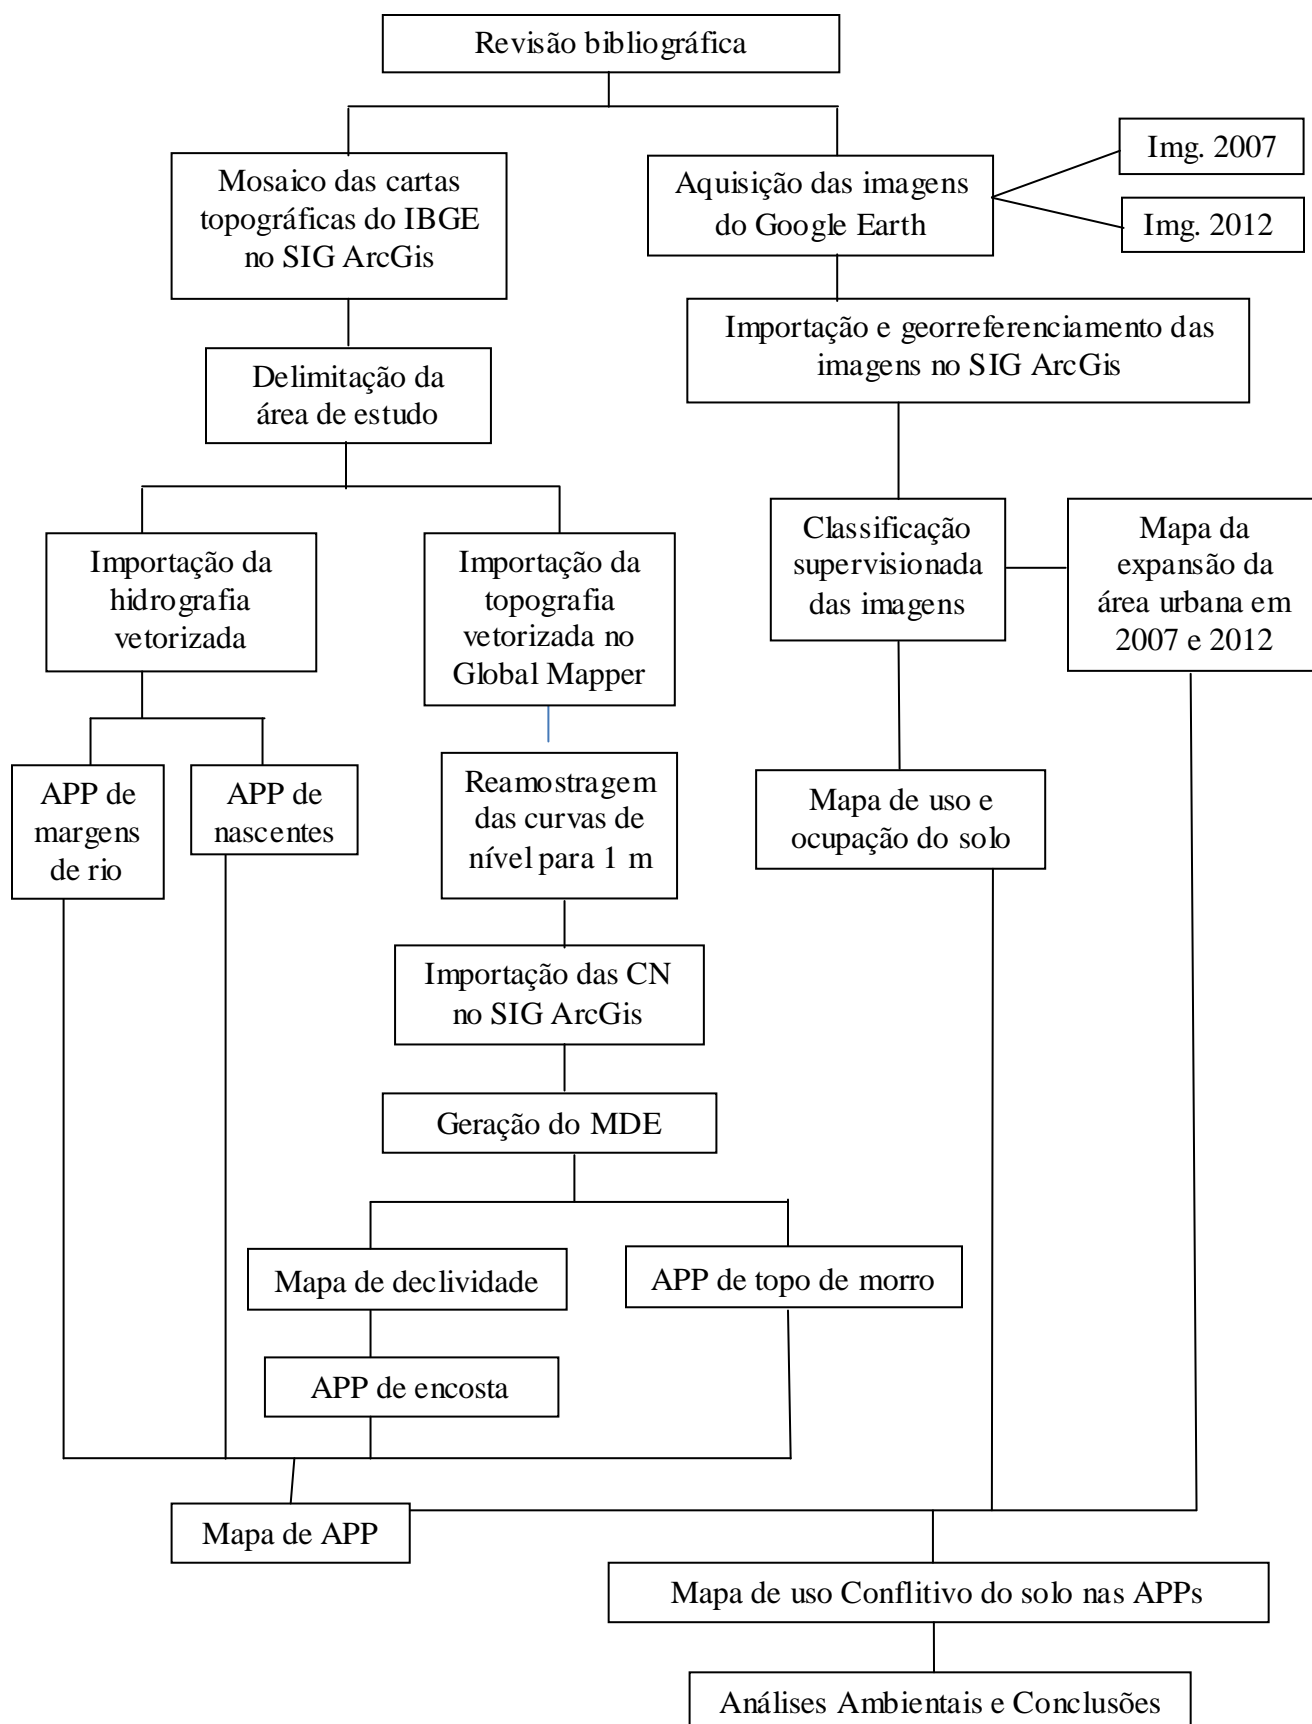 Revisão bibliográfica
Mosaico das cartas
topográficas do IBGE
no SIG ArcGis
Aquisição das imagens
do Google Earth
Img. 2007
Img. 2012
Importação e georreferenciamento das
imagens no SIG ArcGis
Delimitação da
área de estudo
Importação da
hidrografia
vetorizada
Importação da
topografia
vetorizada no
Global Mapper
Classificação
supervisionada
das imagens
Mapa da
expansão da
área urbana em
2007 e 2012
APP de
margens
de rio
APP de
nascentes
Reamostragem
das curvas de
nível para 1 m
Mapa de uso e
ocupação do solo
Importação das CN
no SIG ArcGis
Geração do MDE
Mapa de declividade
APP de topo de morro
APP de encosta
Mapa de APP
Mapa de uso Conflitivo do solo nas APPs
Análises Ambientais e Conclusões